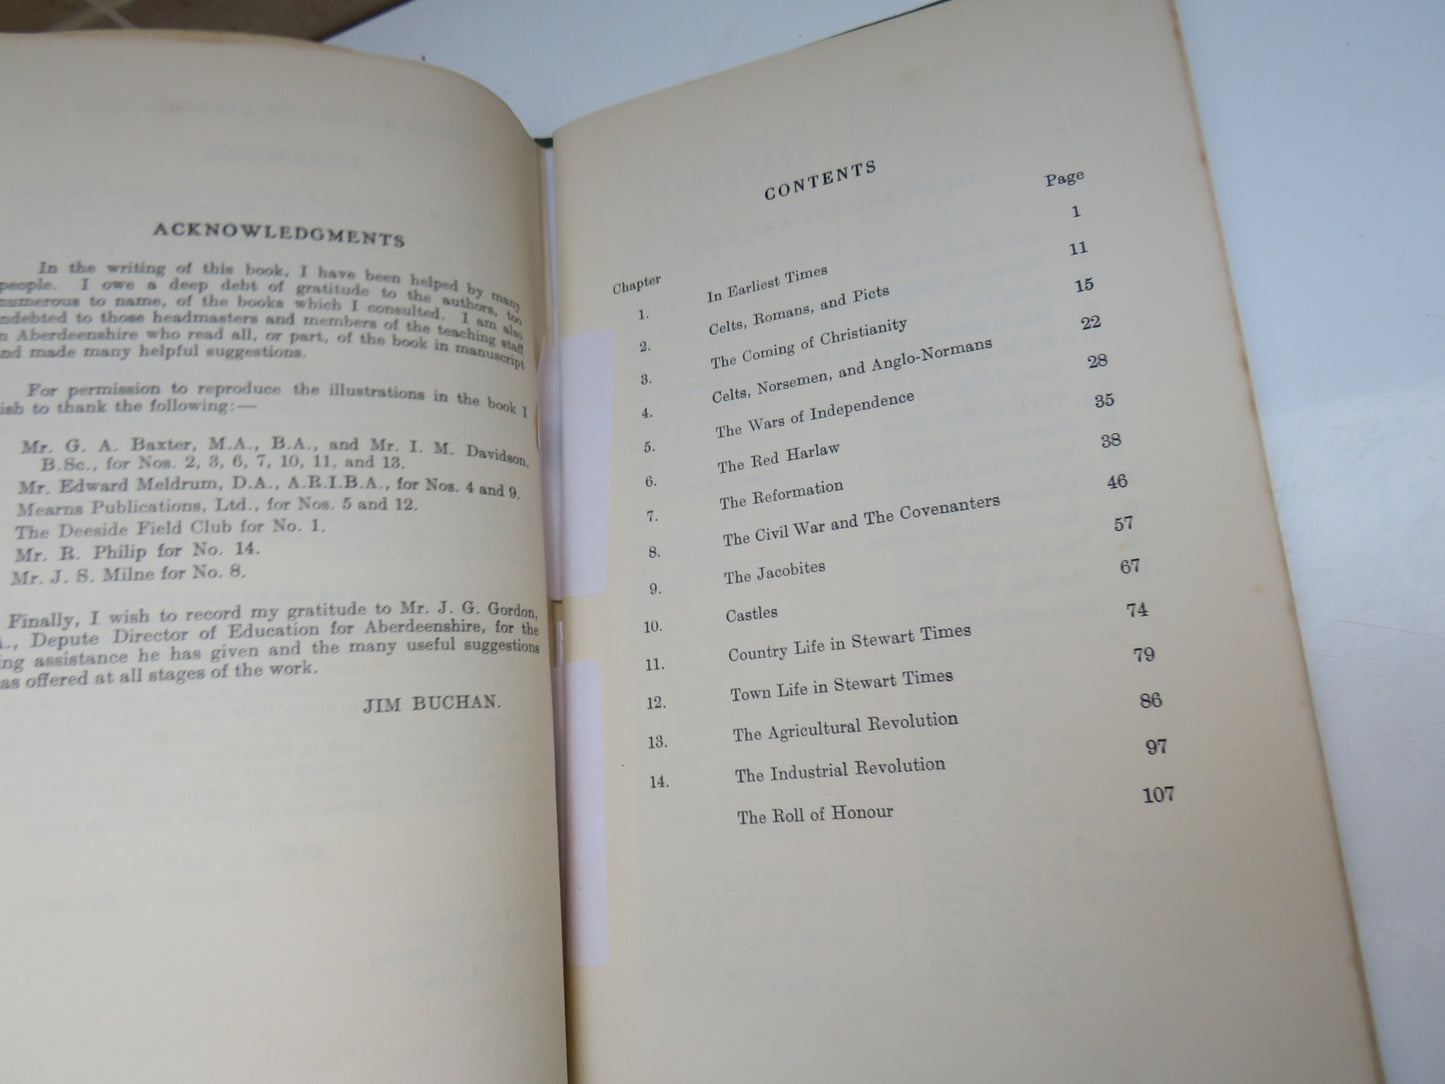 ACKNOWLEDGMENTS
In the writing of this book, I have been helped by many
people. I owe a deep debt of gratitude to the authors, too
numerous to name, of the books which I consulted. I am also
ndebted to those headmasters and members of the teaching staff
n Aberdeenshire who read all, or part, of the book in manuscript
nd made many helpful suggestions.
For permission to reproduce the illustrations in the book I
ish to thank the following:—
Mr. G. A. Baxter, M.A., B.A., and Mr. I. M. Davidson,
B.Sc., for Nos. 2, 3, 6, 7, 10, 11, and 13.
Mr. Edward Meldrum, D.A., A.R.I.B.A., for Nos. 4 and 9.
Mearns Publications, Ltd., for Nos. 5 and 12.
The Deeside Field Club for No. 1.
Mr. R. Philip for No. 14.
Mr. J. S. Milne for No. 8.
Finally, I wish to record my gratitude to Mr. J. G. Gordon,
., Depute Director of Education for Aberdeenshire, for the
ing assistance he has given and the many useful suggestions
as offered at all stages of the work.
JIM BUCHAN.
CONTENTS
Chapter Page
1. In Earliest Times 1
2. Celts, Romans, and Picts 11
3. The Coming of Christianity 15
4. Celts, Norsemen, and Anglo-Normans 22
5. The Wars of Independence 28
6. The Red Harlaw 35
7. The Reformation 38
8. The Civil War and The Covenanters 46
9. The Jacobites 57
10. Castles 67
11. Country Life in Stewart Times 74
12. Town Life in Stewart Times 79
13. The Agricultural Revolution 86
14. The Industrial Revolution 97
The Roll of Honour 107